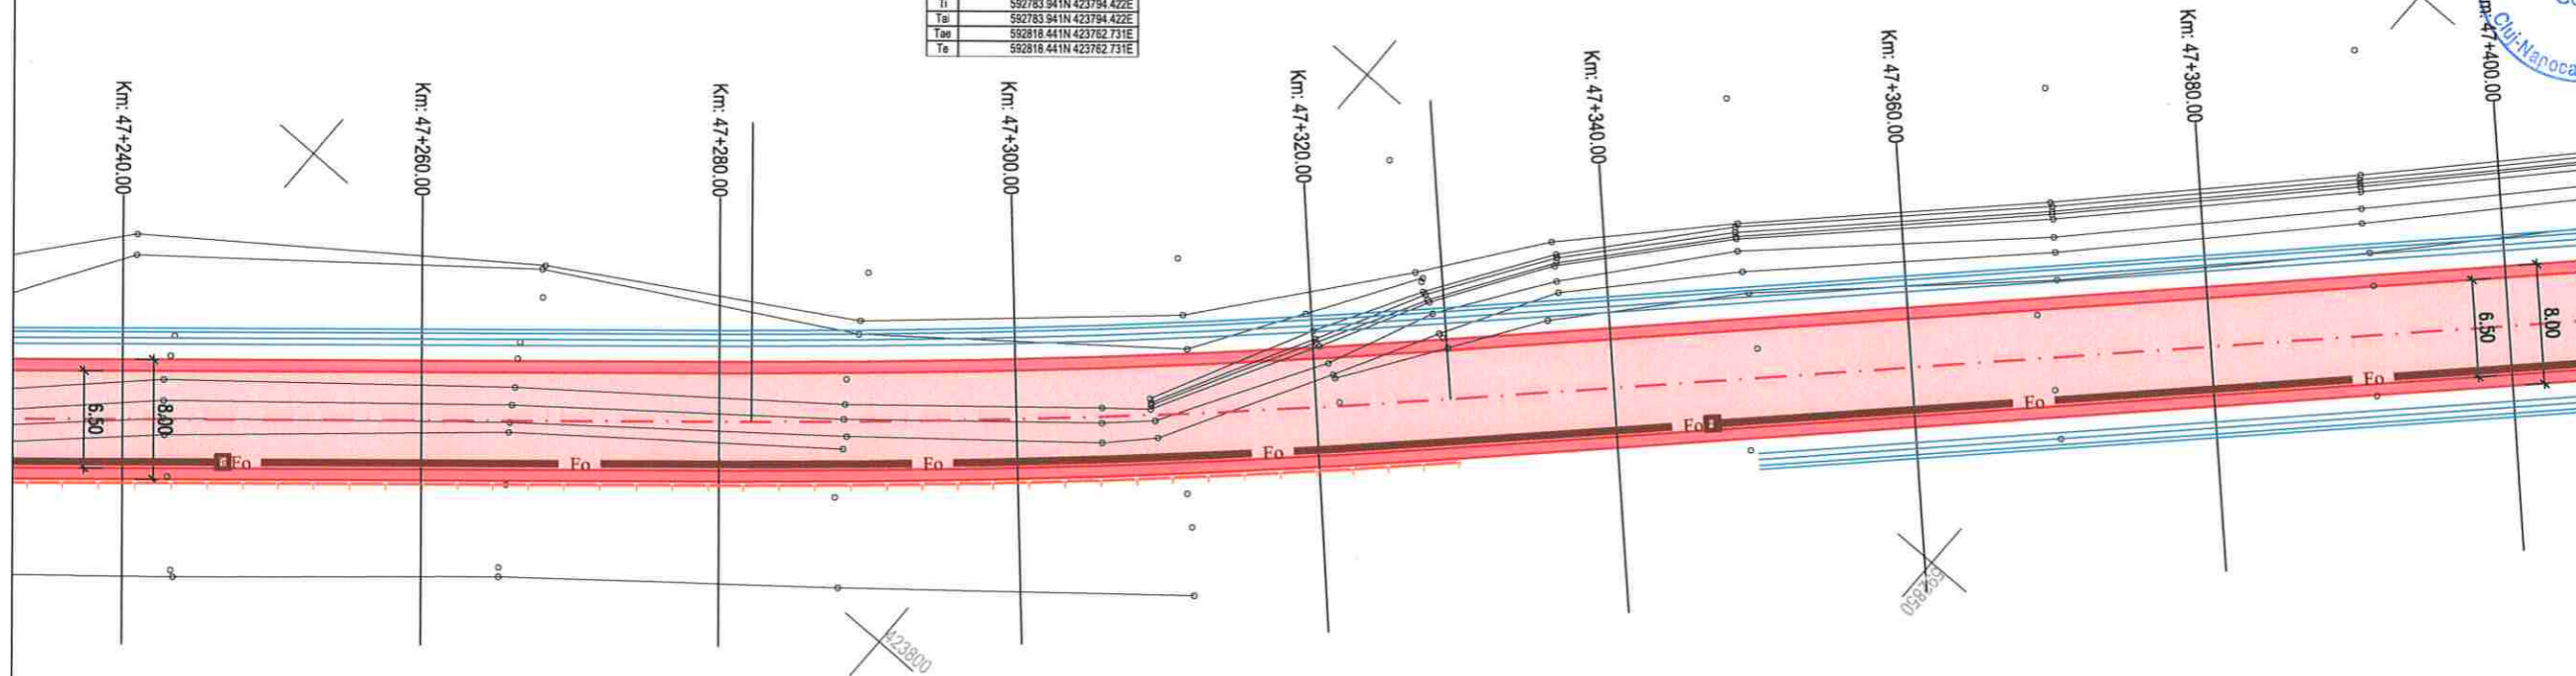 Ti 592783.941N 423794.422E
Tai 592783.941N 423794.422E
Tae 592818.441N 423762.731E
Te 592818.441N 423762.731E
Km: 47+240.00
Km: 47+260.00
Km: 47+280.00
Km: 47+300.00
Km: 47+320.00
Km: 47+340.00
Km: 47+360.00
Km: 47+380.00
Km: 47+400.00
Cluj-Napoca
6.50
8.00
6.50
8.00
Fo
Fo
Fo
Fo
Fo
Fo
Fo
423800
592850